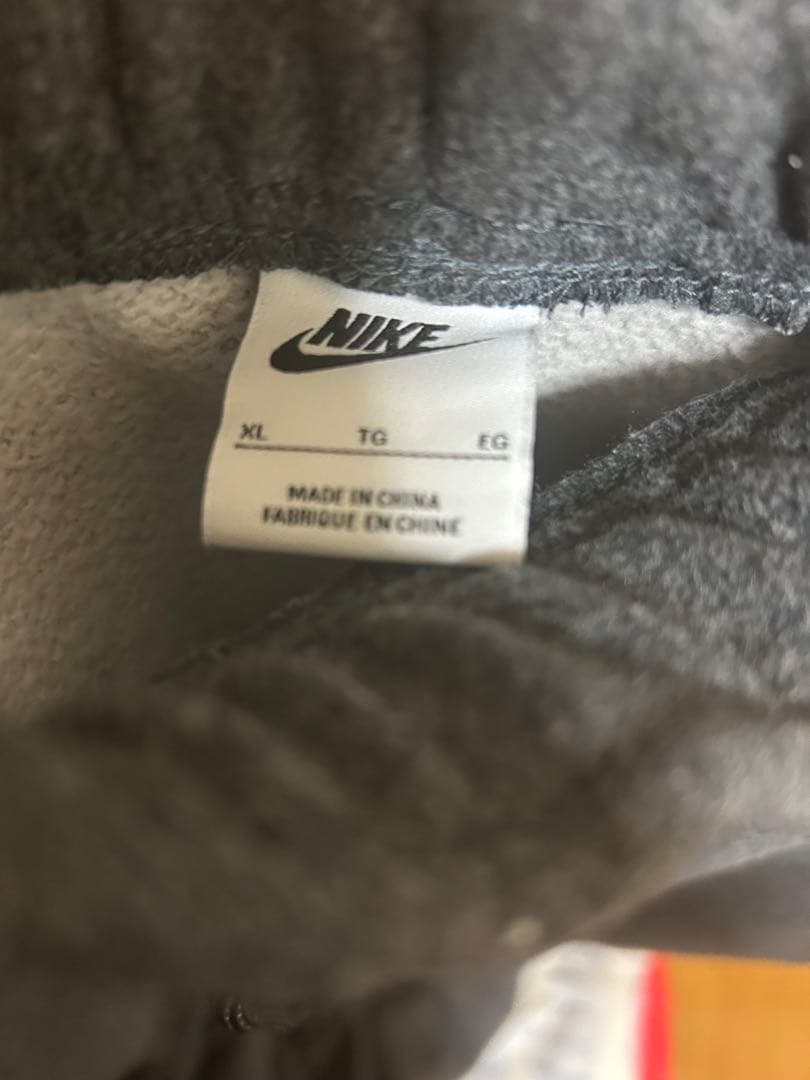 NIKE
XL TG EG
MADE IN CHINA
FABRIQUE EN CHINE